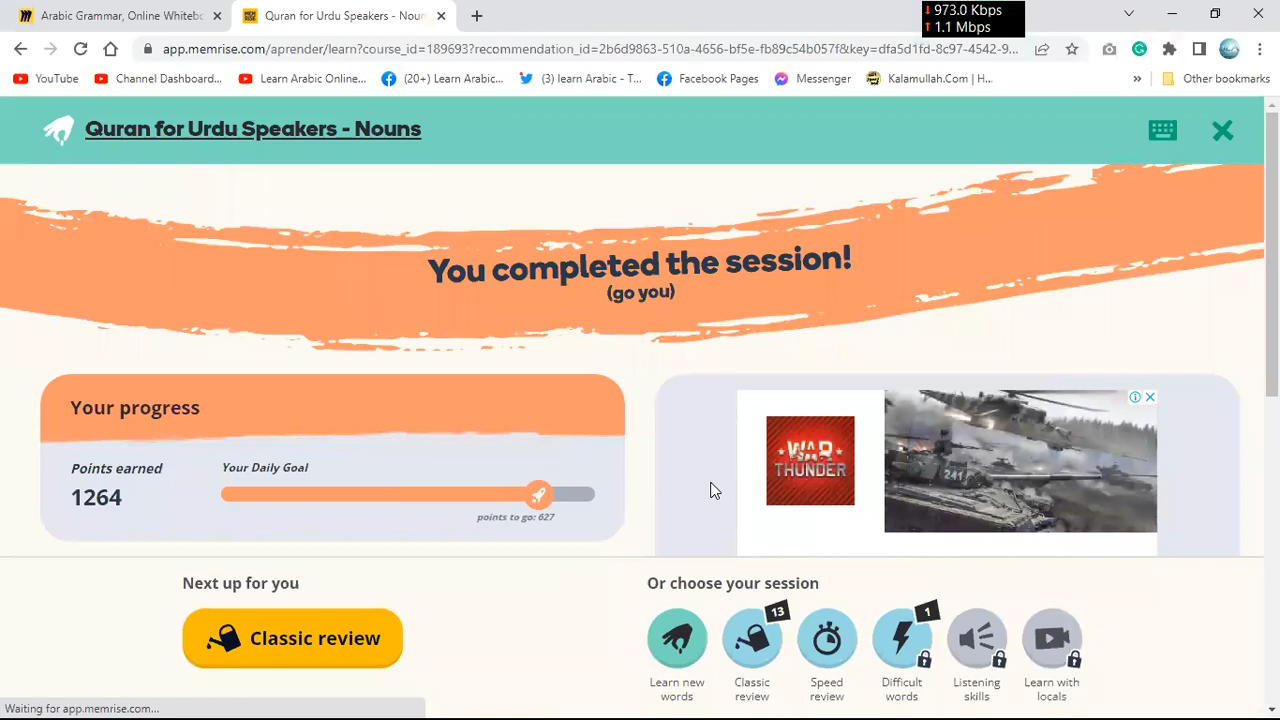 Arabic Grammar, Online Whitebo
Quran for Urdu Speakers - Noun
973.0 Kbps
1.1 Mbps
app.memrise.com/aprender/learn?course_id=189693?recommendation_id=2b6d9863-510a-4656-bf5e-fb89c54b057f&key=dfa5d1fd-8c97-4542-9...
YouTube
Channel Dashboard...
Learn Arabic Online...
(20+) Learn Arabic...
(3) learn Arabic - T...
Facebook Pages
Messenger
Kalamullah.Com | H...
»
Other bookmarks
Quran for Urdu Speakers - Nouns
You completed the session!
(go you)
Your progress
Points earned
1264
Your Daily Goal
points to go: 627
WAR
THUNDER
241
Next up for you
Classic review
Or choose your session
13
1
Learn new
words
Classic
review
Speed
review
Difficult
words
Listening
skills
Learn with
locals
Waiting for app.memrise.com...